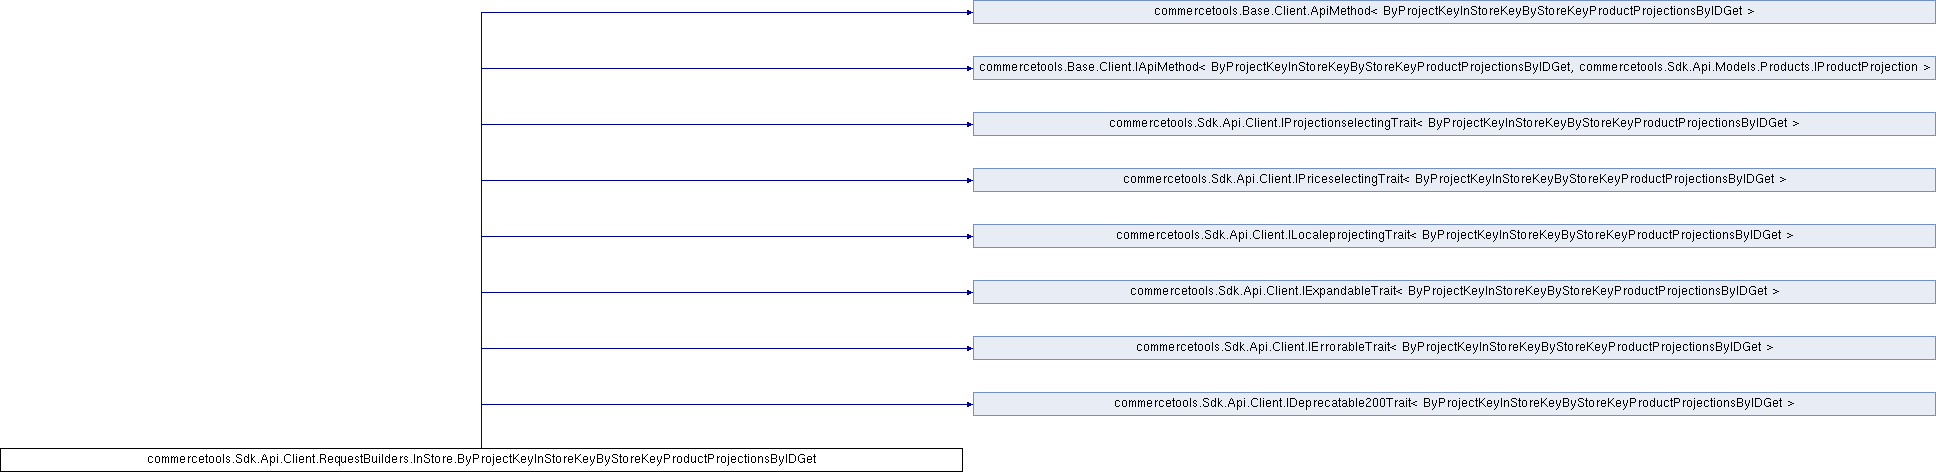 commercetools.Base.Client.ApiMethod< ByProjectKeyInStoreKeyByStoreKeyProductProjectionsByIDGet >
commercetools.Base.Client.IApiMethod< ByProjectKeyInStoreKeyByStoreKeyProductProjectionsByIDGet, commercetools.Sdk.Api.Models.Products.IProductProjection >
commercetools.Sdk.Api.Client.IProjectionselectingTrait< ByProjectKeyInStoreKeyByStoreKeyProductProjectionsByIDGet >
commercetools.Sdk.Api.Client.IPriceselectingTrait< ByProjectKeyInStoreKeyByStoreKeyProductProjectionsByIDGet >
commercetools.Sdk.Api.Client.ILocaleprojectingTrait< ByProjectKeyInStoreKeyByStoreKeyProductProjectionsByIDGet >
commercetools.Sdk.Api.Client.IExpandableTrait< ByProjectKeyInStoreKeyByStoreKeyProductProjectionsByIDGet >
commercetools.Sdk.Api.Client.IErrorableTrait< ByProjectKeyInStoreKeyByStoreKeyProductProjectionsByIDGet >
commercetools.Sdk.Api.Client.IDeprecatable200Trait< ByProjectKeyInStoreKeyByStoreKeyProductProjectionsByIDGet >
commercetools.Sdk.Api.Client.RequestBuilders.InStore.ByProjectKeyInStoreKeyByStoreKeyProductProjectionsByIDGet